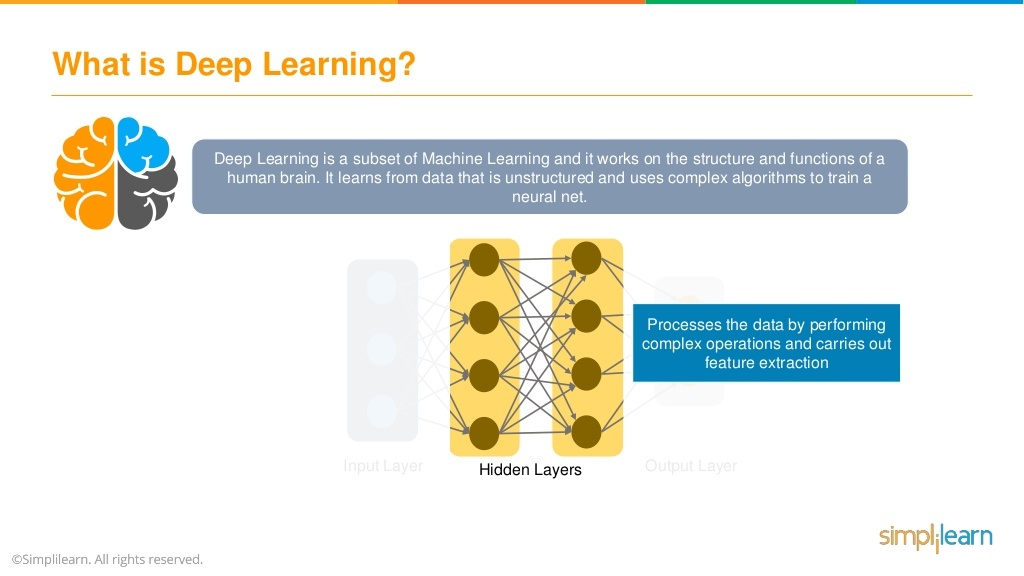 What is Deep Learning?
Deep Learning is a subset of Machine Learning and it works on the structure and functions of a
human brain. It learns from data that is unstructured and uses complex algorithms to train a
neural net.
Processes the data by performing
complex operations and carries out
feature extraction
Input Layer
Hidden Layers
Output Layer
simplilearn
©Simplilearn. All rights reserved.